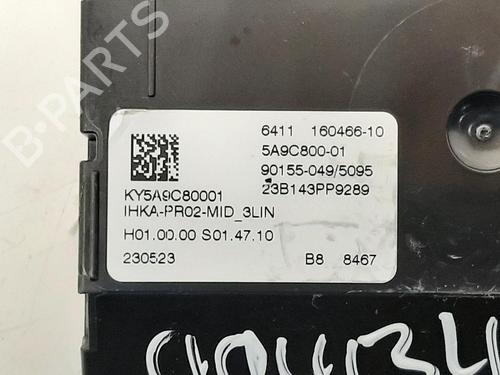 B-PARTS
6411 160466-10
5A9C800-01
90155-049/5095
23B143PP9289
KY5A9C80001
IHKA-PR02-MID_3LIN
H01.00.00 S01.47.10
230523 B8 8467